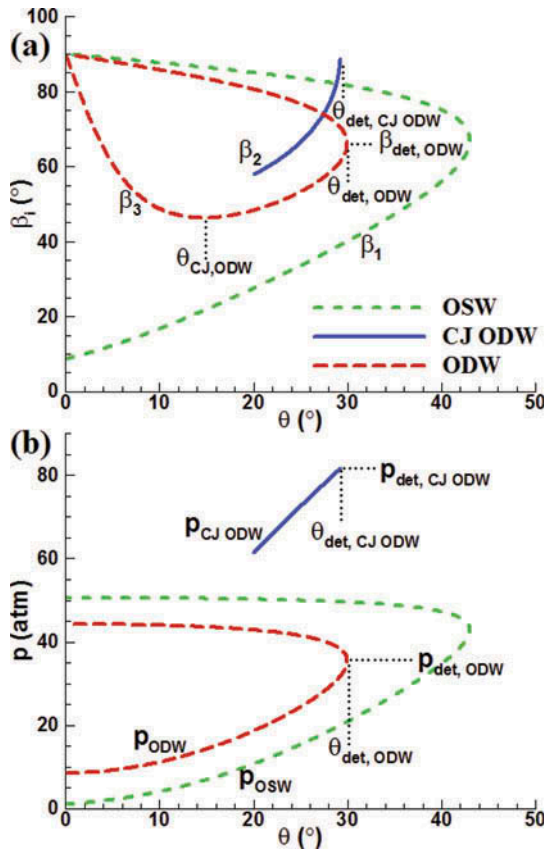 (a)
100
80
60
40
20
0
βi (°)
0
10
20
30
40
50
θ (°)
θdet, CJ ODW
β2
βdet, ODW
θdet, ODW
β3
θCJ,ODW
β1
OSW
CJ ODW
ODW
(b)
80
60
40
20
0
p (atm)
0
10
20
30
40
50
θ (°)
pdet, CJ ODW
pCJ ODW
θdet, CJ ODW
pdet, ODW
pODW
θdet, ODW
pOSW